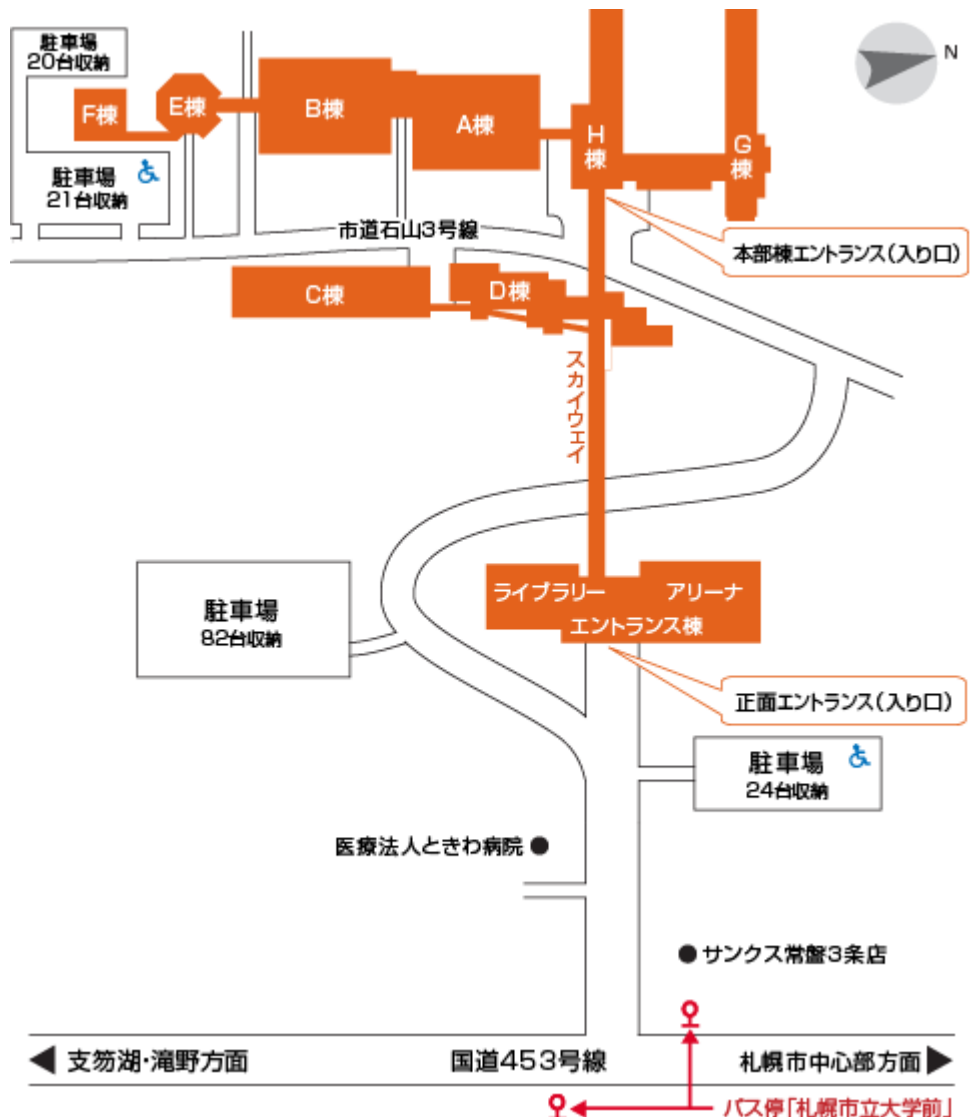 駐車場
20台収納
N
F棟
E棟
B棟
A棟
H
棟
G
棟
駐車場
21台収納
市道石山3号線
本部棟エントランス(入り口)
C棟
D棟
スカイウェイ
ライブラリー
アリーナ
エントランス棟
駐車場
82台収納
正面エントランス(入り口)
駐車場
24台収納
医療法人ときわ病院
サンクス常盤3条店
支笏湖・滝野方面
国道453号線
札幌市中心部方面
バス停「札幌市立大学前」